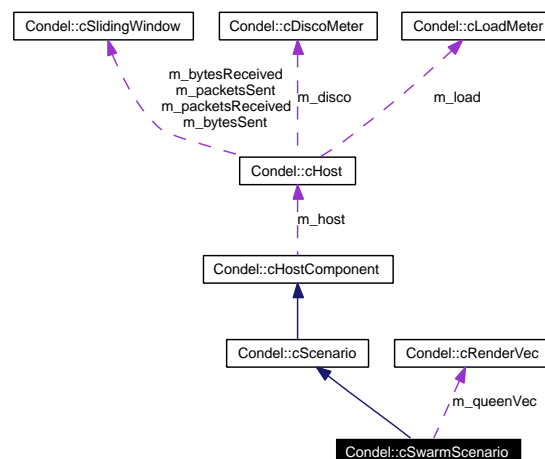 Condel::cSlidingWindow
Condel::cDiscoMeter
Condel::cLoadMeter
m_bytesReceived
m_packetsSent
m_packetsReceived
m_bytesSent
m_disco
m_load
Condel::cHost
m_host
Condel::cHostComponent
Condel::cScenario
Condel::cRenderVec
m_queenVec
Condel::cSwarmScenario